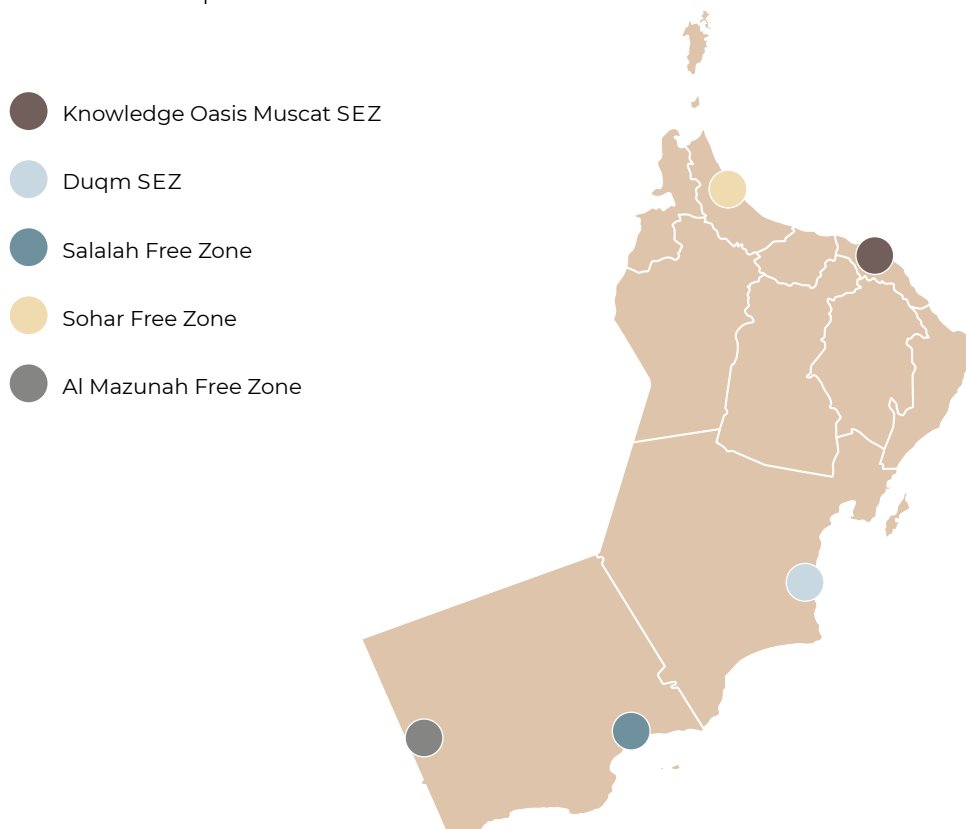 Knowledge Oasis Muscat SEZ
Duqm SEZ
Salalah Free Zone
Sohar Free Zone
Al Mazunah Free Zone